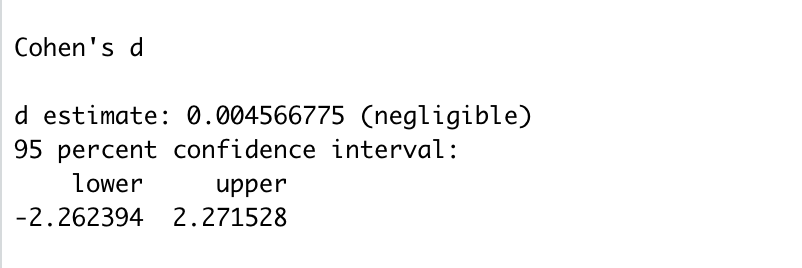 Cohen's d
d estimate: 0.004566775 (negligible)
95 percent confidence interval:
lower upper
-2.262394 2.271528